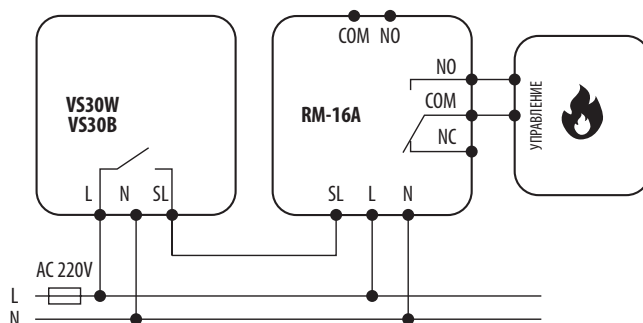 COM NO
VS30W
VS30B
RM-16A
NO
COM
NC
УПРАВЛЕНИЕ
L N SL
SL L N
AC 220V
L
N